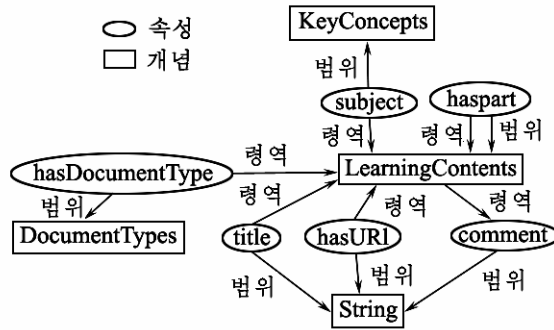 속성
개념
KeyConcepts
범위
subject
haspart
령역
령역
범위
hasDocumentType
령역
LearningContents
범위
령역
령역
령역
DocumentTypes
title
hasURl
comment
범위
범위
범위
String